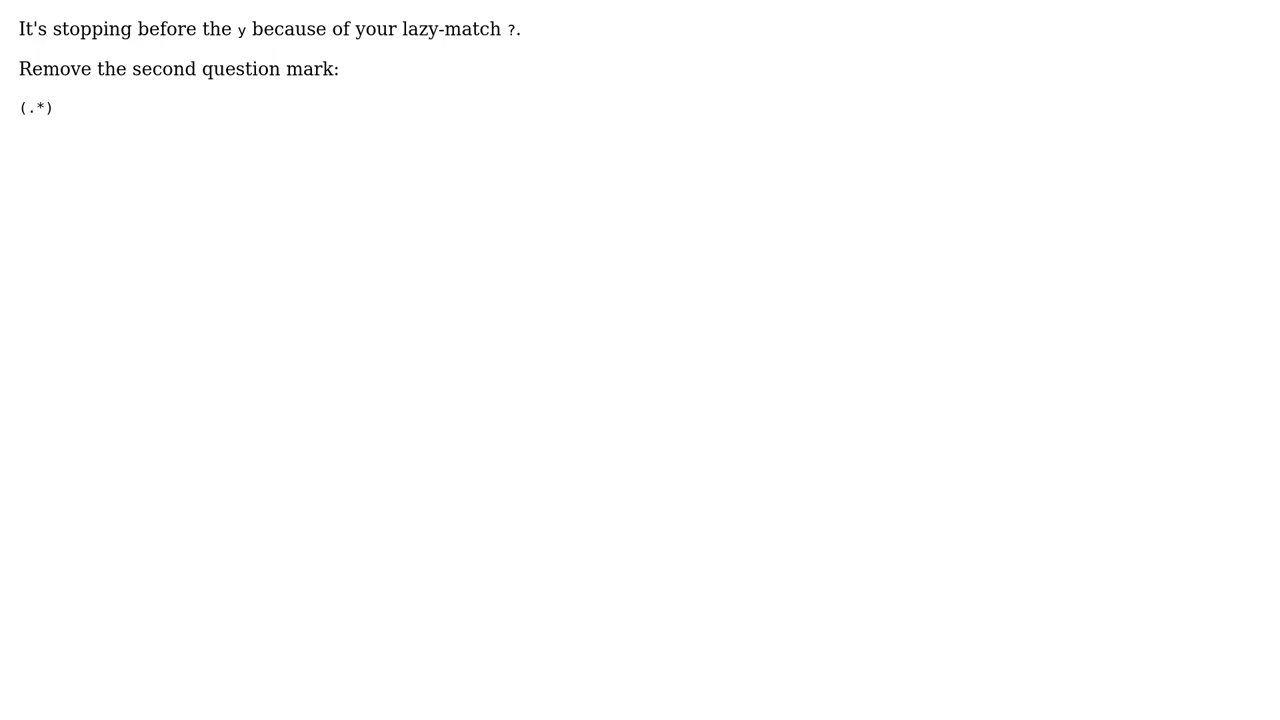 It's stopping before the y because of your lazy-match ?.
Remove the second question mark:
(.*)